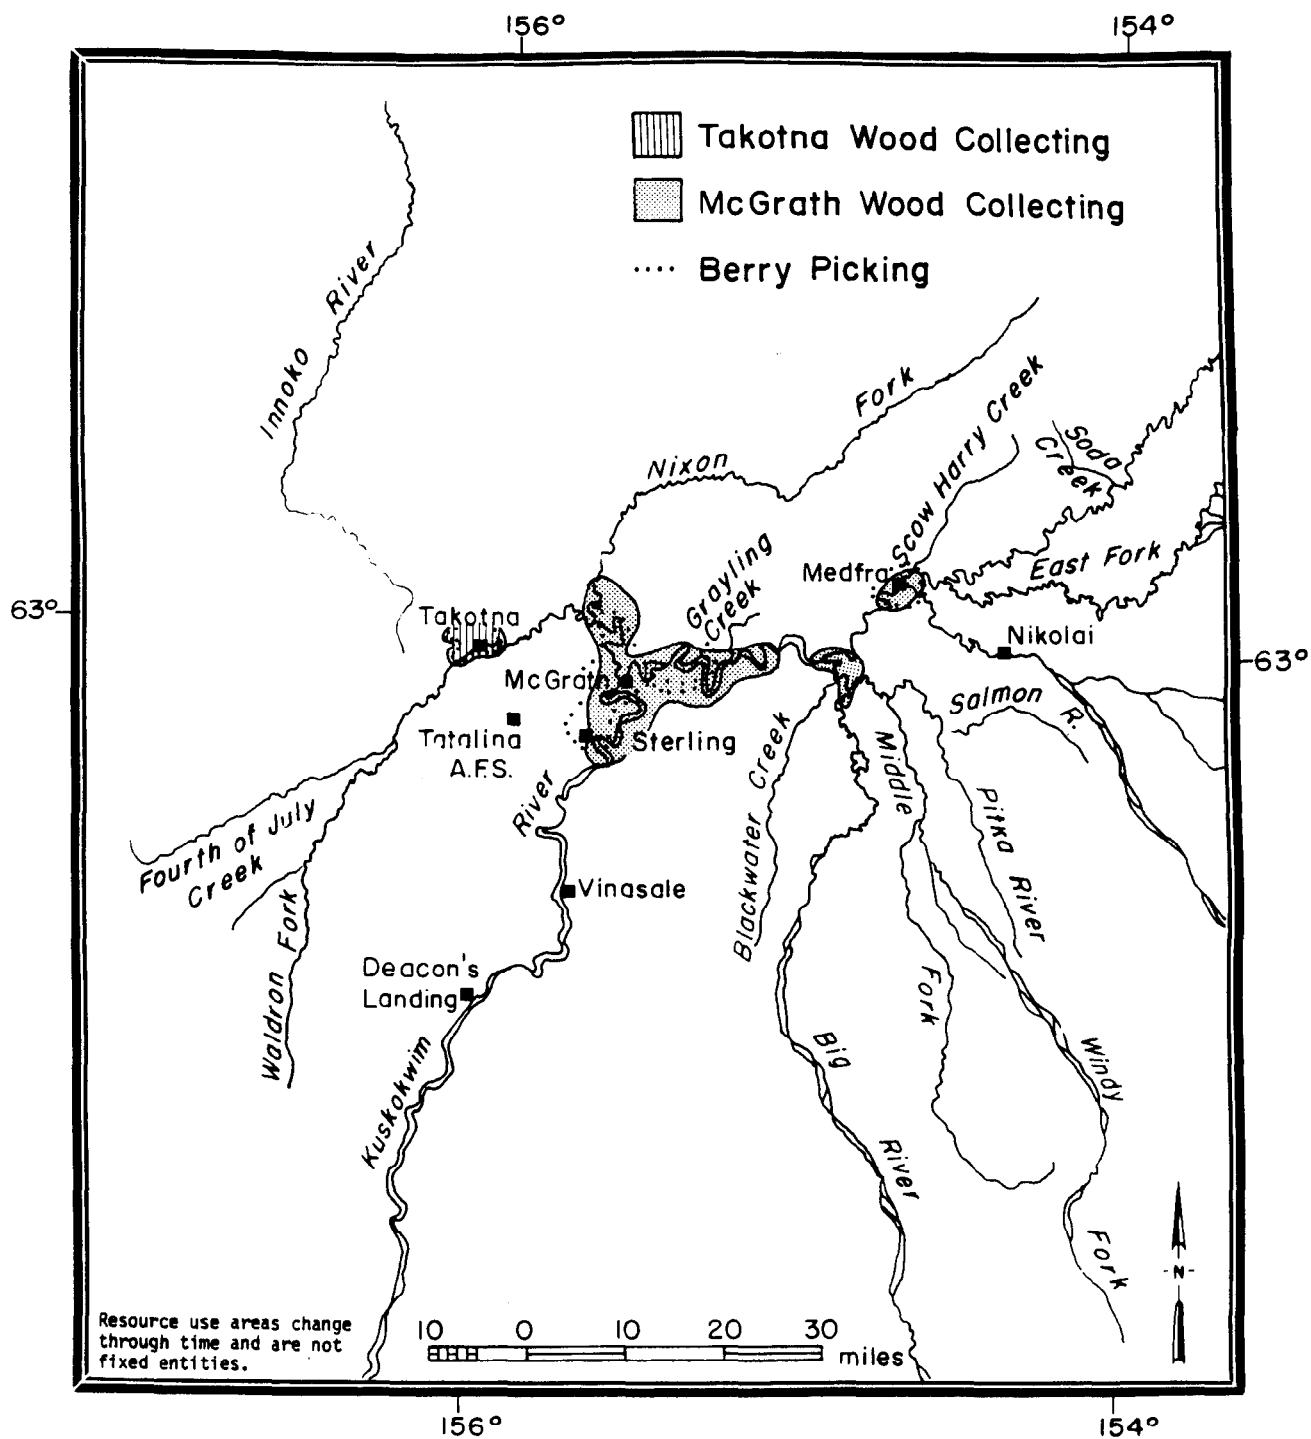 156° 154°
Takotna Wood Collecting
McGrath Wood Collecting
.... Berry Picking
Innoko River
Nixon Fork
Scow Harry Creek
Soda Creek
East Fork
Grayling Creek
Medfra
63°
Takotna
Nikolai
63°
McGrath
Salmon R.
Tatalina
A.F.S.
Sterling
River
Blackwater Creek
Middle
Pitka River
Fourth of July
Creek
Vinasale
Waldron Fork
Deacon's
Landing
Fork
Big
Windy
Kuskokwim
River
Fork
-N-
Resource use areas change
through time and are not
fixed entities.
10 0 10 20 30
miles
156° 154°